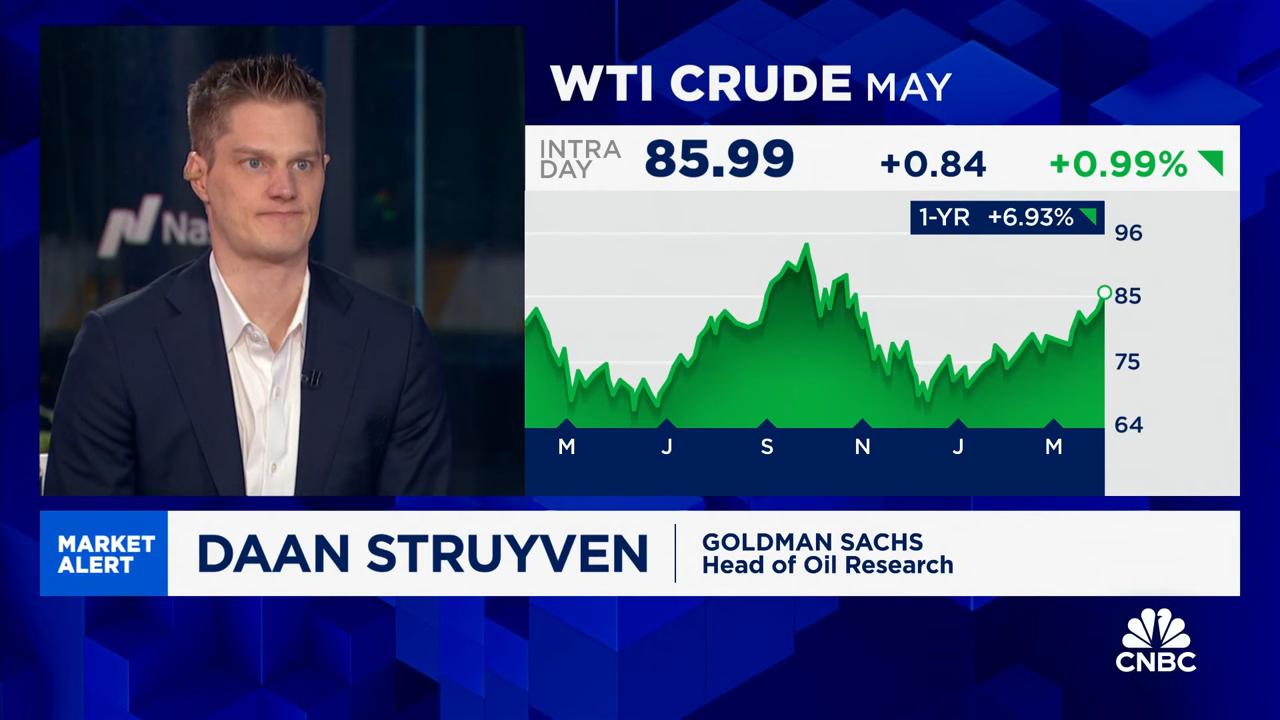 Na
WTI CRUDE MAY
INTRA
DAY
85.99
+0.84
+0.99%
1-YR +6.93%
96
85
75
64
M J S N J M
MARKET
ALERT
DAAN STRUYVEN
GOLDMAN SACHS
Head of Oil Research
CNBC